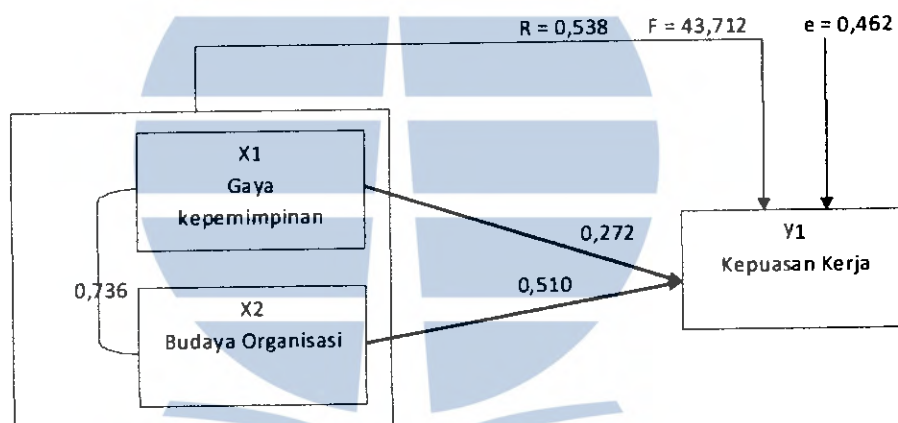 R = 0,538 F = 43,712 e = 0,462
X1
Gaya
kepemimpinan
0,272
Y1
Kepuasan Kerja
0,736
0,510
X2
Budaya Organisasi